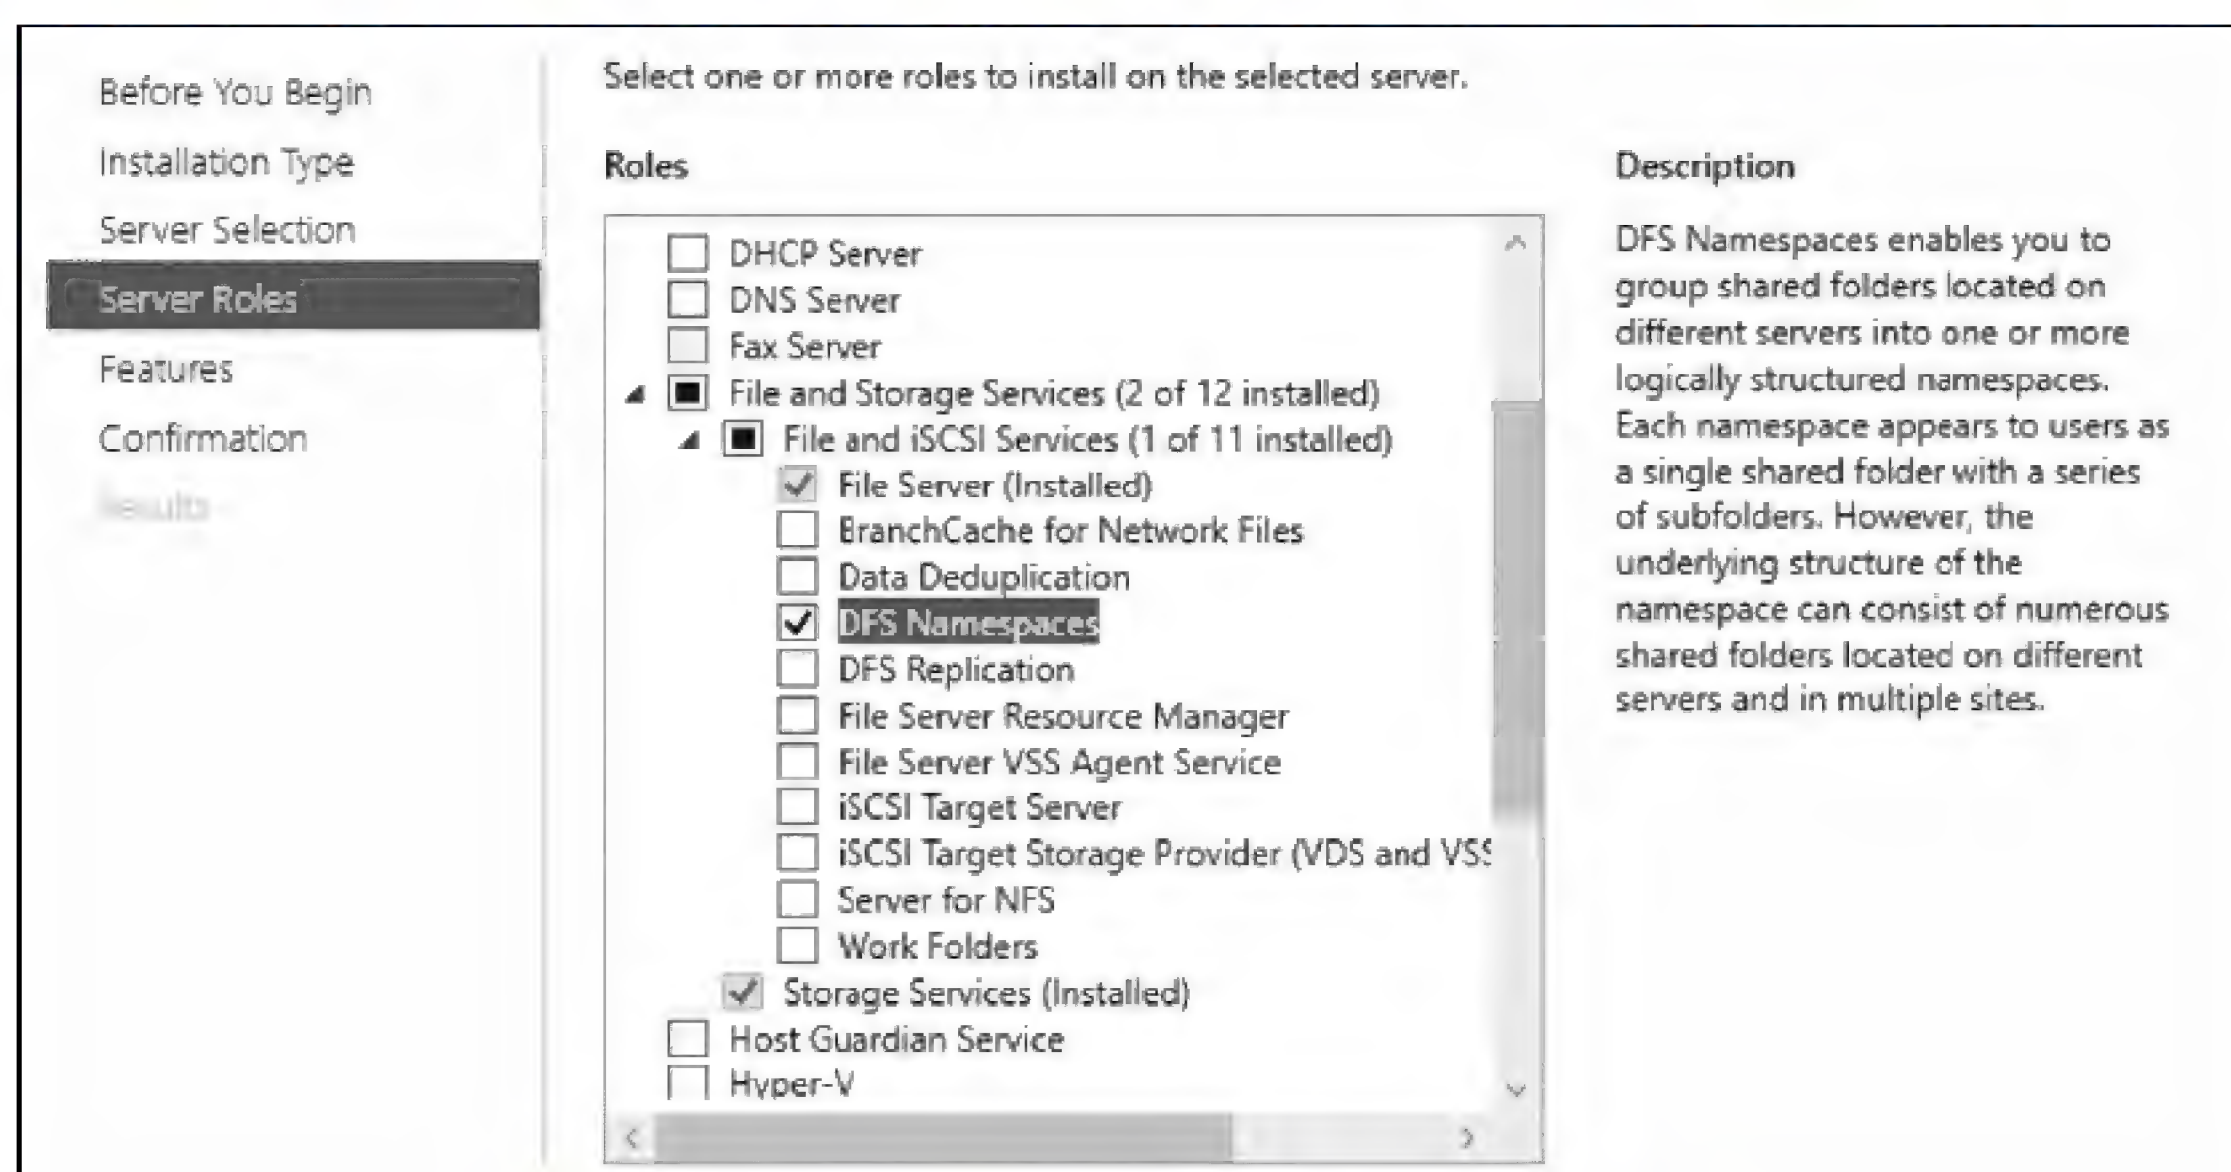 Before You Begin
Installation Type
Server Selection
Server Roles
Features
Confirmation
Results
Select one or more roles to install on the selected server.
Roles
DHCP Server
DNS Server
Fax Server
File and Storage Services (2 of 12 installed)
File and iSCSI Services (1 of 11 installed)
File Server (Installed)
BranchCache for Network Files
Data Deduplication
DFS Namespaces
DFS Replication
File Server Resource Manager
File Server VSS Agent Service
iSCSI Target Server
iSCSI Target Storage Provider (VDS and VSS
Server for NFS
Work Folders
Storage Services (Installed)
Host Guardian Service
Hyper-V
Description
DFS Namespaces enables you to
group shared folders located on
different servers into one or more
logically structured namespaces.
Each namespace appears to users as
a single shared folder with a series
of subfolders. However, the
underlying structure of the
namespace can consist of numerous
shared folders located on different
servers and in multiple sites.